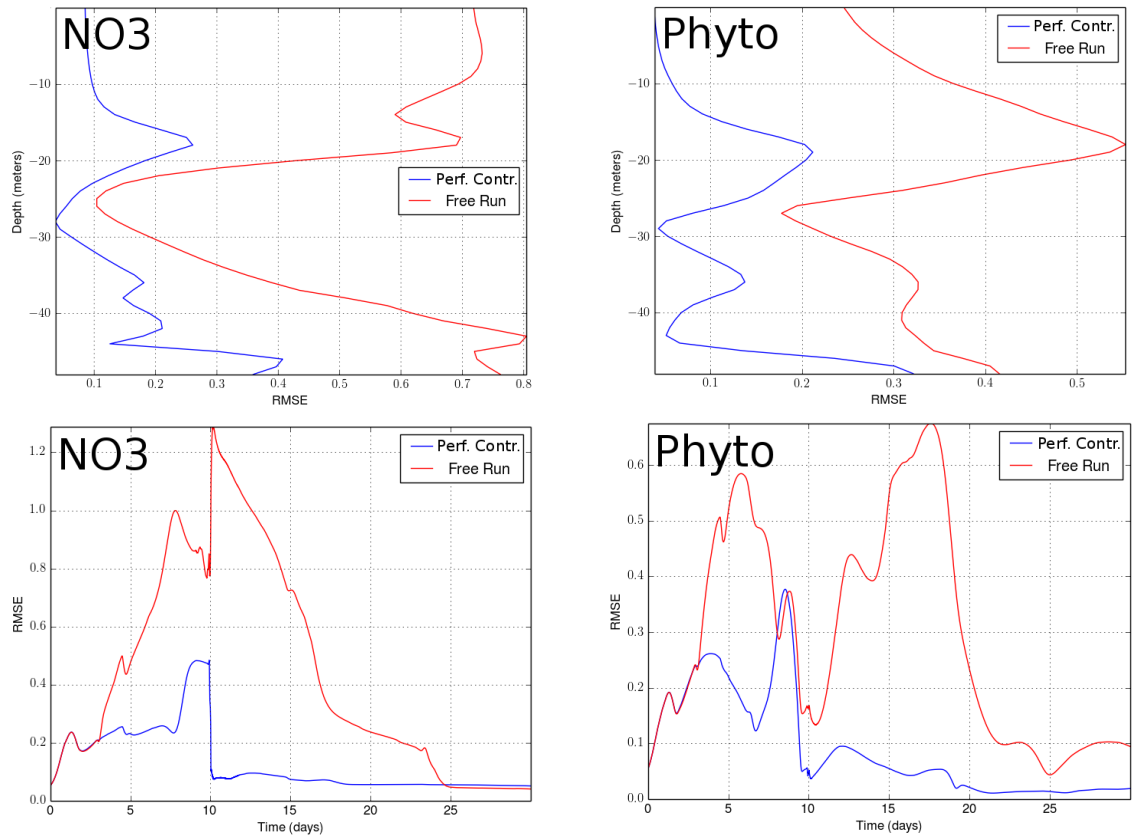 NO3
Perf. Contr.
Free Run
−10
−20
−30
−40
Depth (meters)
0.1
0.2
0.3
0.4
0.5
0.6
0.7
0.8
RMSE
Phyto
Perf. Contr.
Free Run
−10
−20
−30
−40
Depth (meters)
0.1
0.2
0.3
0.4
0.5
RMSE
NO3
Perf. Contr.
Free Run
1.2
1.0
0.8
0.6
0.4
0.2
0.0
RMSE
0
5
10
15
20
25
Time (days)
Phyto
Perf. Contr.
Free Run
0.6
0.5
0.4
0.3
0.2
0.1
0.0
RMSE
0
5
10
15
20
25
Time (days)